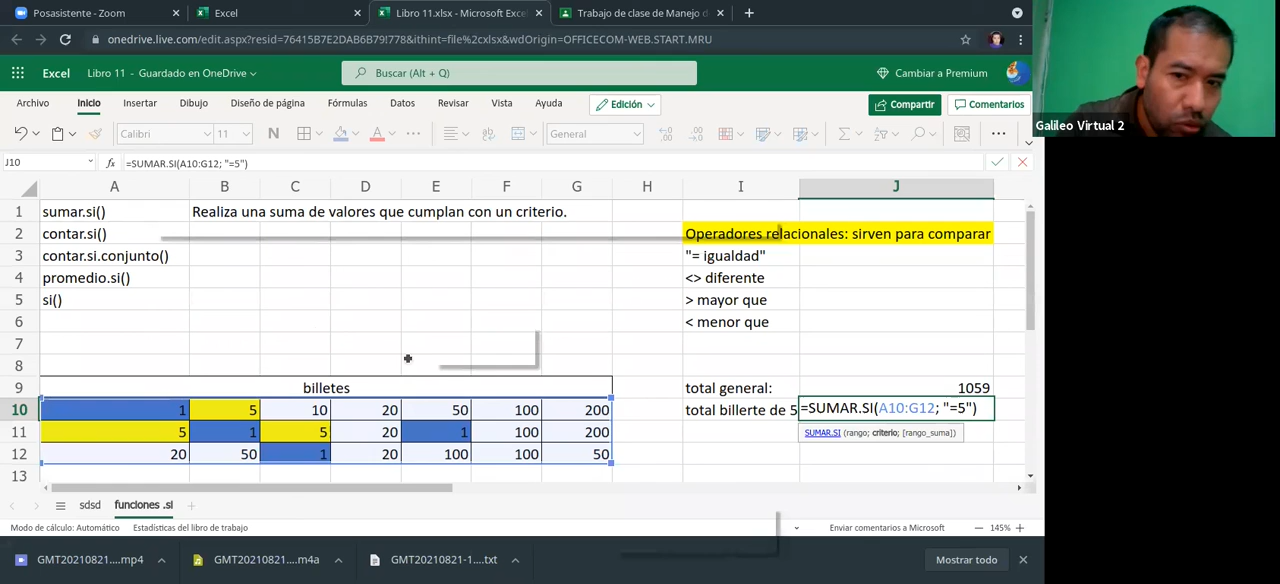 Posasistente - Zoom
Excel
Libro 11.xlsx - Microsoft Exce
Trabajo de clase de Manejo d
onedrive.live.com/edit.aspx?resid=76415B7E2DAB6B79!778&ithint=file%2cxlsx&wdOrigin=OFFICECOM-WEB.START.MRU
Excel
Libro 11 - Guardado en OneDrive
Buscar (Alt + Q)
Cambiar a Premium
Archivo Inicio Insertar Dibujo Diseño de página Fórmulas Datos Revisar Vista Ayuda Edición Compartir Comentarios
Galileo Virtual 2
Calibri 11 N A General
J10 fx =SUMAR.SI(A10:G12; "=5")
A B C D E F G H I J
1 sumar.si() Realiza una suma de valores que cumplan con un criterio.
2 contar.si() Operadores relacionales: sirven para comparar
3 contar.si.conjunto() "= igualdad"
4 promedio.si() <> diferente
5 si() > mayor que
6 < menor que
7
8
9 billetes total general: 1059
10 1 5 10 20 50 100 200 total billerte de 5 =SUMAR.SI(A10:G12; "=5")
11 5 1 5 20 1 100 200 SUMAR.SI (rango; criterio; [rango_suma])
12 20 50 1 20 100 100 50
13
sdsd funciones .si
Modo de cálculo: Automático Estadísticas del libro de trabajo Enviar comentarios a Microsoft 145%
GMT20210821....mp4 GMT20210821....m4a GMT20210821-1....txt Mostrar todo